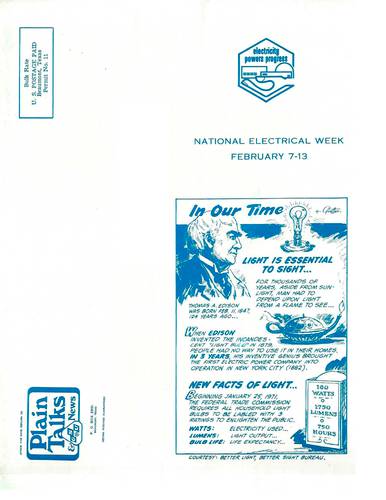 Bulk Rate
U. S. POSTAGE PAID
Beaumont, Texas
Permit No. 11
electricity
powers progress
NATIONAL ELECTRICAL WEEK
FEBRUARY 7-13
In Our Time
LIGHT IS ESSENTIAL
TO SIGHT...
FOR THOUSANDS OF
YEARS, ASIDE FROM SUN-
LIGHT, MAN HAD TO
DEPEND UPON LIGHT
FROM A FLAME TO SEE...
THOMAS A. EDISON
WAS BORN FEB. 11, 1847,
124 YEARS AGO...
WHEN EDISON
INVENTED THE INCANDES-
CENT LIGHT BULB IN 1879,
PEOPLE HAD NO WAY TO USE IT IN THEIR HOMES.
IN 3 YEARS, HIS INVENTIVE GENIUS BROUGHT
THE FIRST ELECTRIC POWER COMPANY INTO
OPERATION IN NEW YORK CITY (1882).
NEW FACTS OF LIGHT...
BEGINNING JANUARY 25, 1971,
THE FEDERAL TRADE COMMISSION
REQUIRES ALL HOUSEHOLD LIGHT
BULBS TO BE LABLED WITH 3
RATINGS TO ENLIGHTEN THE PUBLIC.
WATTS: ELECTRICITY USED...
LUMENS: LIGHT OUTPUT...
BULB LIFE: LIFE EXPECTANCY...
100
WATTS
1750
LUMENS
750
HOURS
COURTESY: BETTER LIGHT, BETTER SIGHT BUREAU.
Plain
Talks
& News